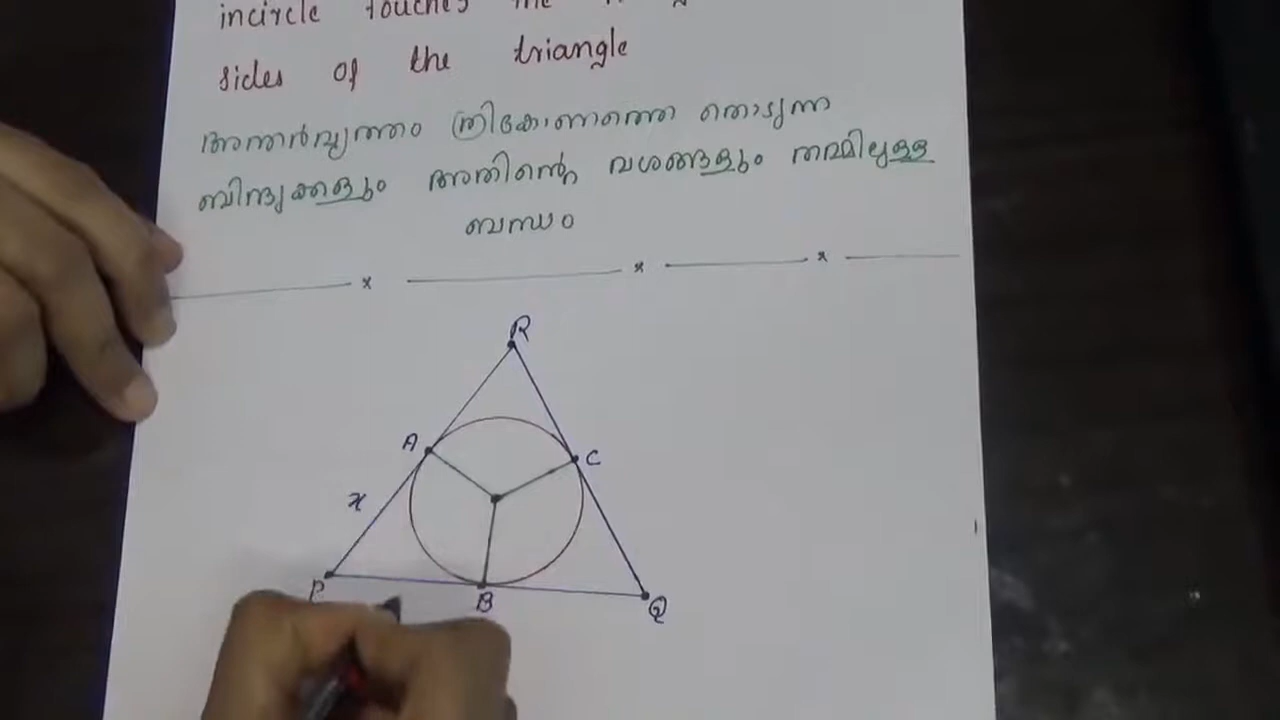 incircle touches the
sides of the triangle
അന്തർവൃത്തം ത്രികോണത്തെ തൊടുന്ന
ബിന്ദുക്കളും അതിന്റെ വശങ്ങളും തമ്മിലുള്ള
ബന്ധം
x x x
R
A
C
x
P
B
Q